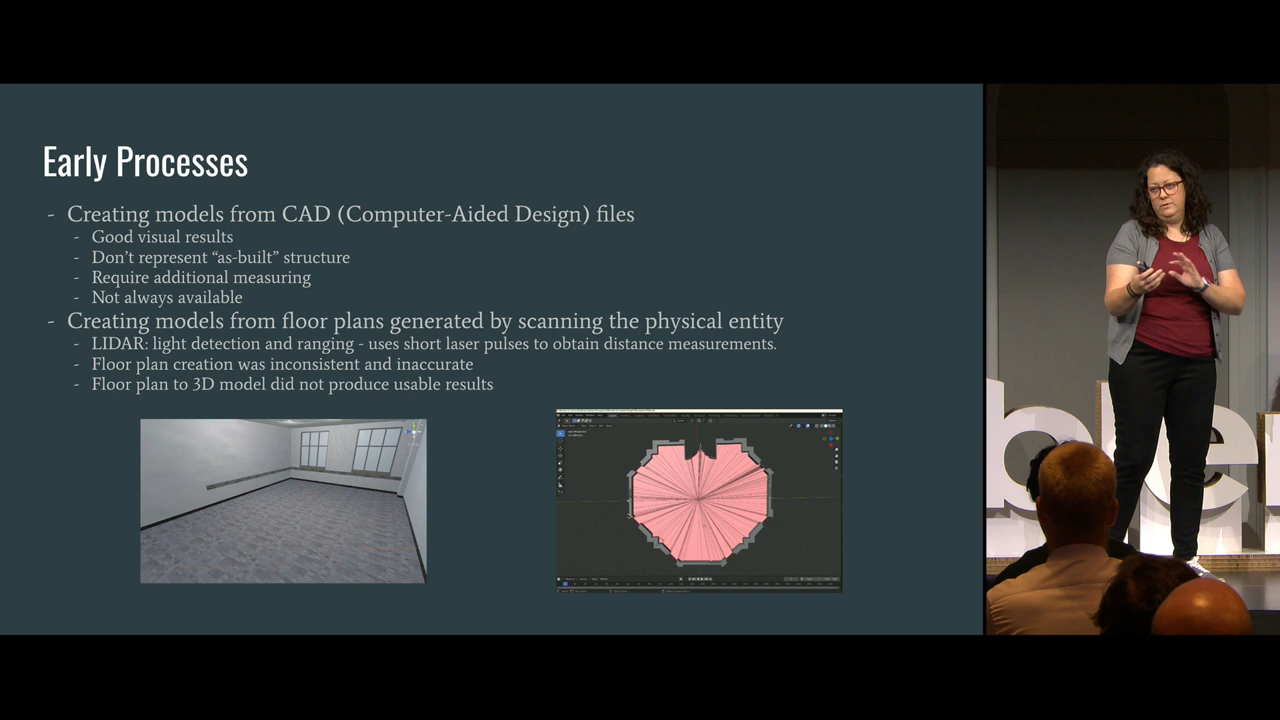 Early Processes
- Creating models from CAD (Computer-Aided Design) files
- Good visual results
- Don't represent “as-built” structure
- Require additional measuring
- Not always available
- Creating models from floor plans generated by scanning the physical entity
- LIDAR: light detection and ranging - uses short laser pulses to obtain distance measurements.
- Floor plan creation was inconsistent and inaccurate
- Floor plan to 3D model did not produce usable results